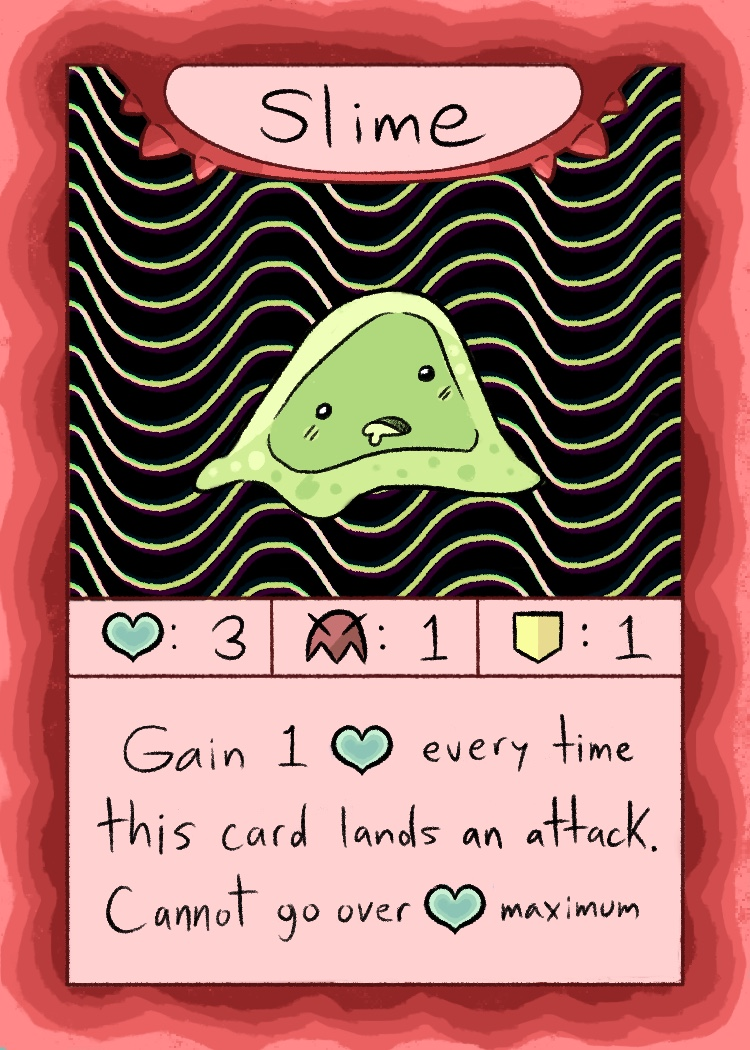 Slime
: 3
: 1
: 1
Gain 1 every time
this card lands an attack.
Cannot go over maximum